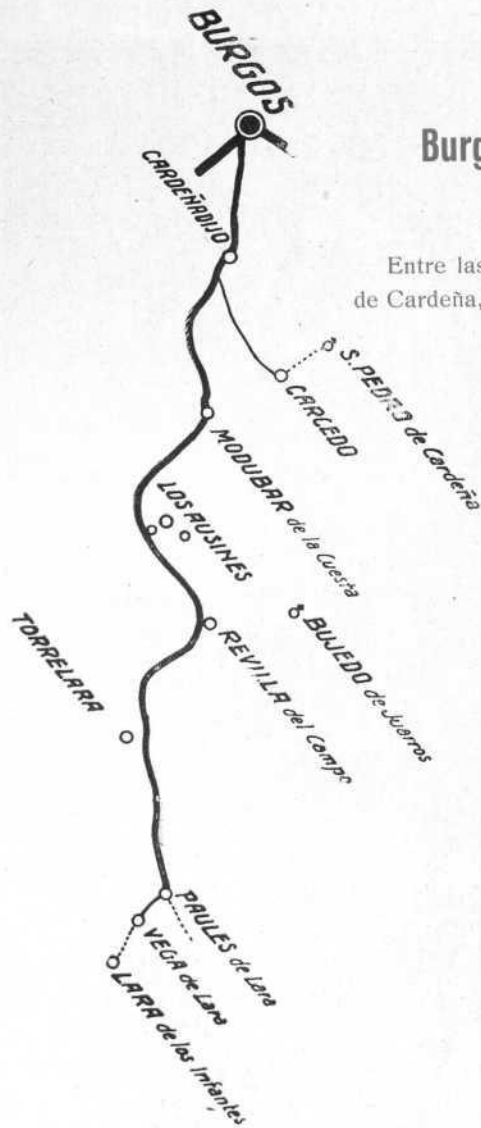 BURGOS
Burg
CARDEÑADIJO
Entre las
de Cardeña,
S. PEDRO de Cardeña
CARCEDO
MODUBAR de la Cuesta
LOS AUSINES
BUJEDO de Juarros
REVILLA del Campo
TORRELARA
PAULES de Lara
VEGA de Lara
LARA de los Infantes